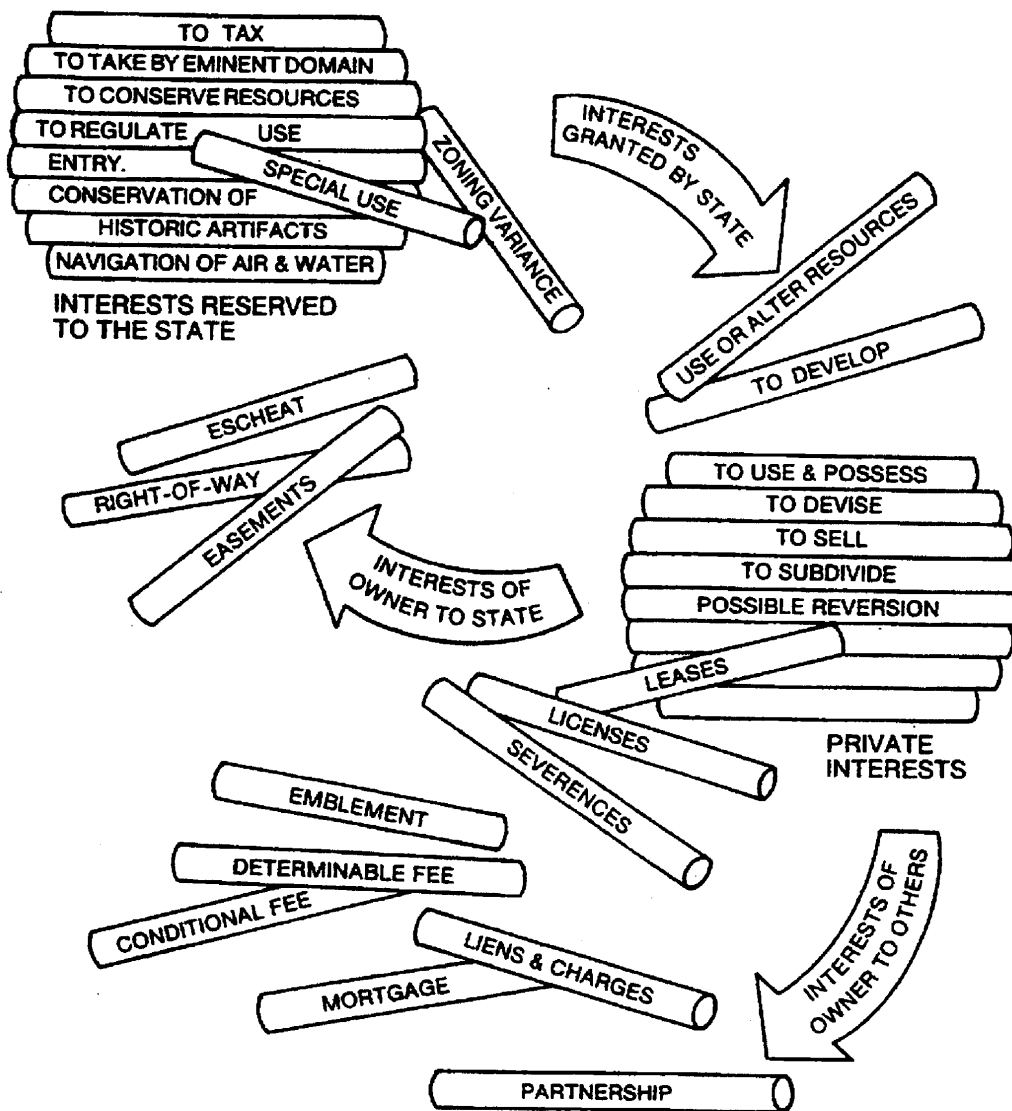 TO TAX
TO TAKE BY EMINENT DOMAIN
TO CONSERVE RESOURCES
TO REGULATE USE
ENTRY.
CONSERVATION OF
HISTORIC ARTIFACTS
NAVIGATION OF AIR & WATER
SPECIAL USE
ZONING VARIANCE
INTERESTS RESERVED
TO THE STATE
INTERESTS
GRANTED BY STATE
USE OR ALTER RESOURCES
TO DEVELOP
ESCHEAT
RIGHT-OF-WAY
EASEMENTS
INTERESTS OF
OWNER TO STATE
TO USE & POSSESS
TO DEVISE
TO SELL
TO SUBDIVIDE
POSSIBLE REVERSION
LEASES
LICENSES
SEVERENCES
PRIVATE
INTERESTS
EMBLEMENT
DETERMINABLE FEE
CONDITIONAL FEE
LIENS & CHARGES
MORTGAGE
INTERESTS OF
OWNER TO OTHERS
PARTNERSHIP